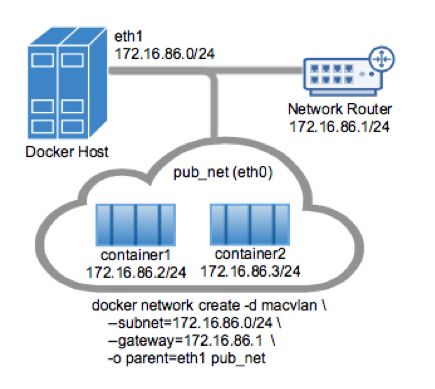 eth1
172.16.86.0/24
Docker Host
Network Router
172.16.86.1/24
pub_net (eth0)
container1
172.16.86.2/24
container2
172.16.86.3/24
docker network create -d macvlan \
--subnet=172.16.86.0/24 \
--gateway=172.16.86.1 \
-o parent=eth1 pub_net